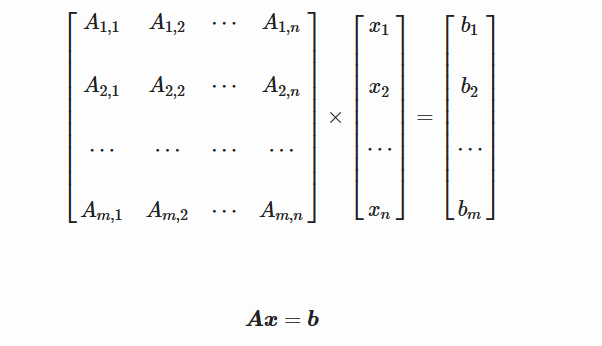 [ A₁,₁ A₁,₂ ⋯ A₁,ₙ ] [ x₁ ] [ b₁ ]
[ A₂,₁ A₂,₂ ⋯ A₂,ₙ ] [ x₂ ] [ b₂ ]
×  =
[ ⋯ ⋯ ⋯ ⋯ ] [ ⋯ ] [ ⋯ ]
[ Aₘ,₁ Aₘ,₂ ⋯ Aₘ,ₙ ] [ xₙ ] [ bₘ ]
Ax = b